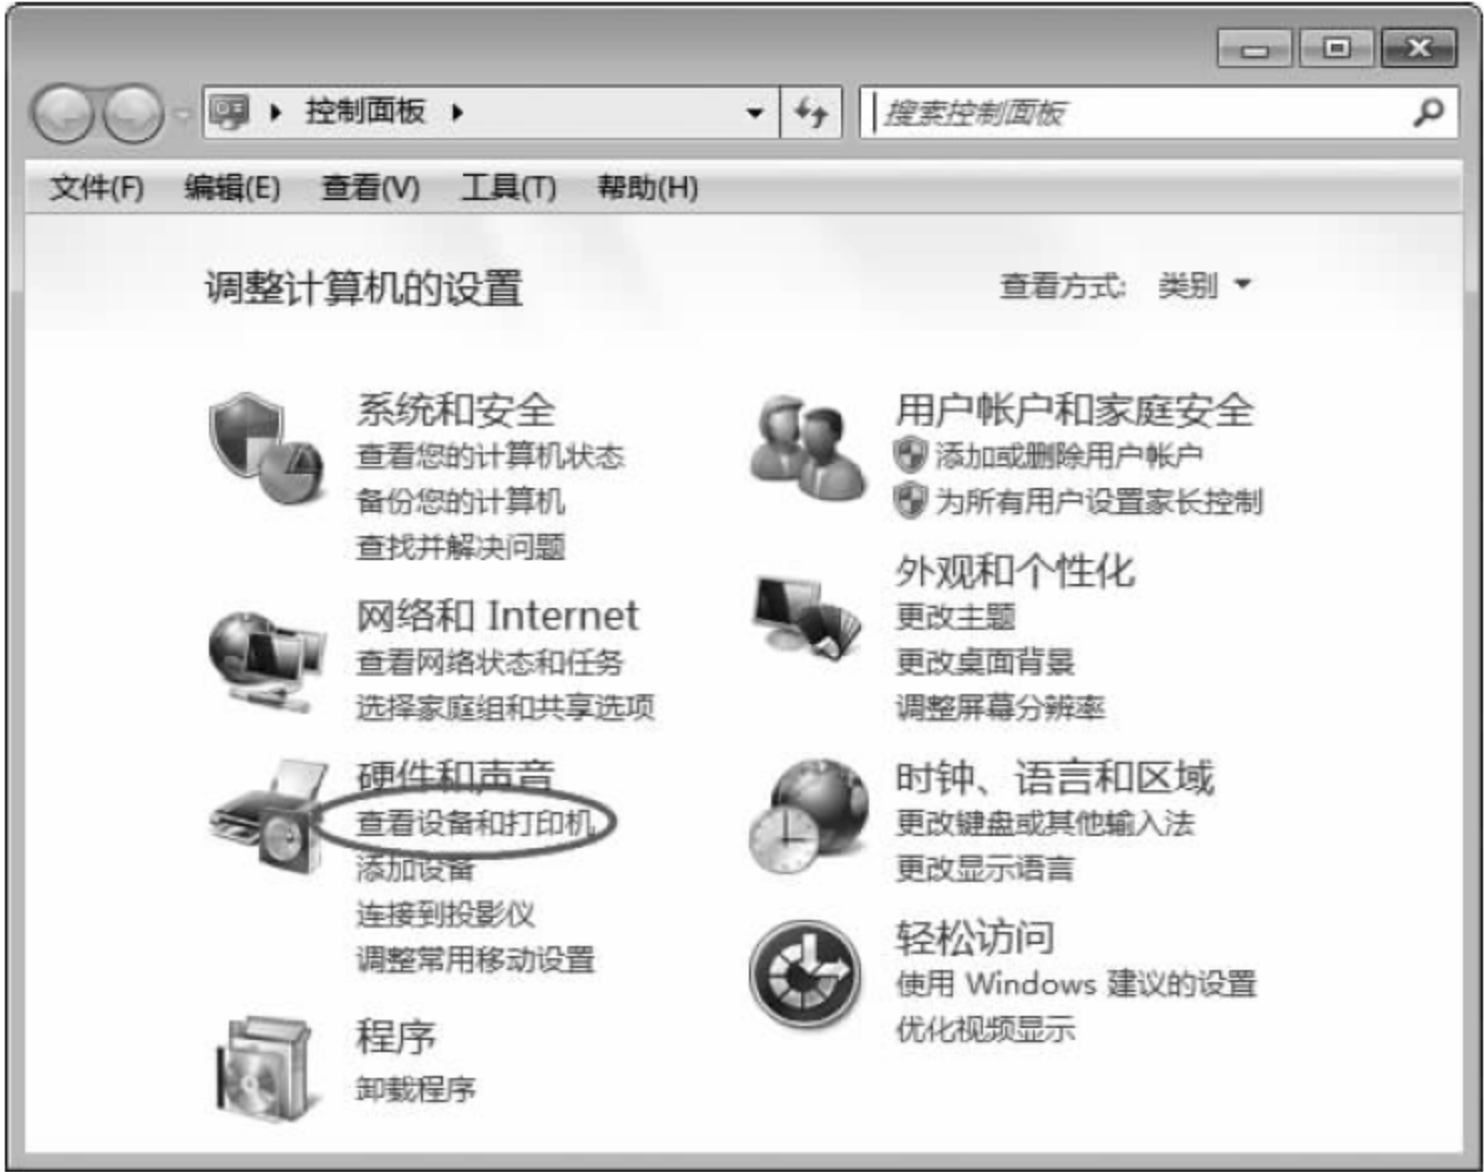 控制面板
搜索控制面板
文件(F) 编辑(E) 查看(V) 工具(T) 帮助(H)
调整计算机的设置
查看方式: 类别
系统和安全
查看您的计算机状态
备份您的计算机
查找并解决问题
网络和 Internet
查看网络状态和任务
选择家庭组和共享选项
硬件和声音
查看设备和打印机
添加设备
连接到投影仪
调整常用移动设置
程序
卸载程序
用户帐户和家庭安全
添加或删除用户帐户
为所有用户设置家长控制
外观和个性化
更改主题
更改桌面背景
调整屏幕分辨率
时钟、语言和区域
更改键盘或其他输入法
更改显示语言
轻松访问
使用 Windows 建议的设置
优化视频显示